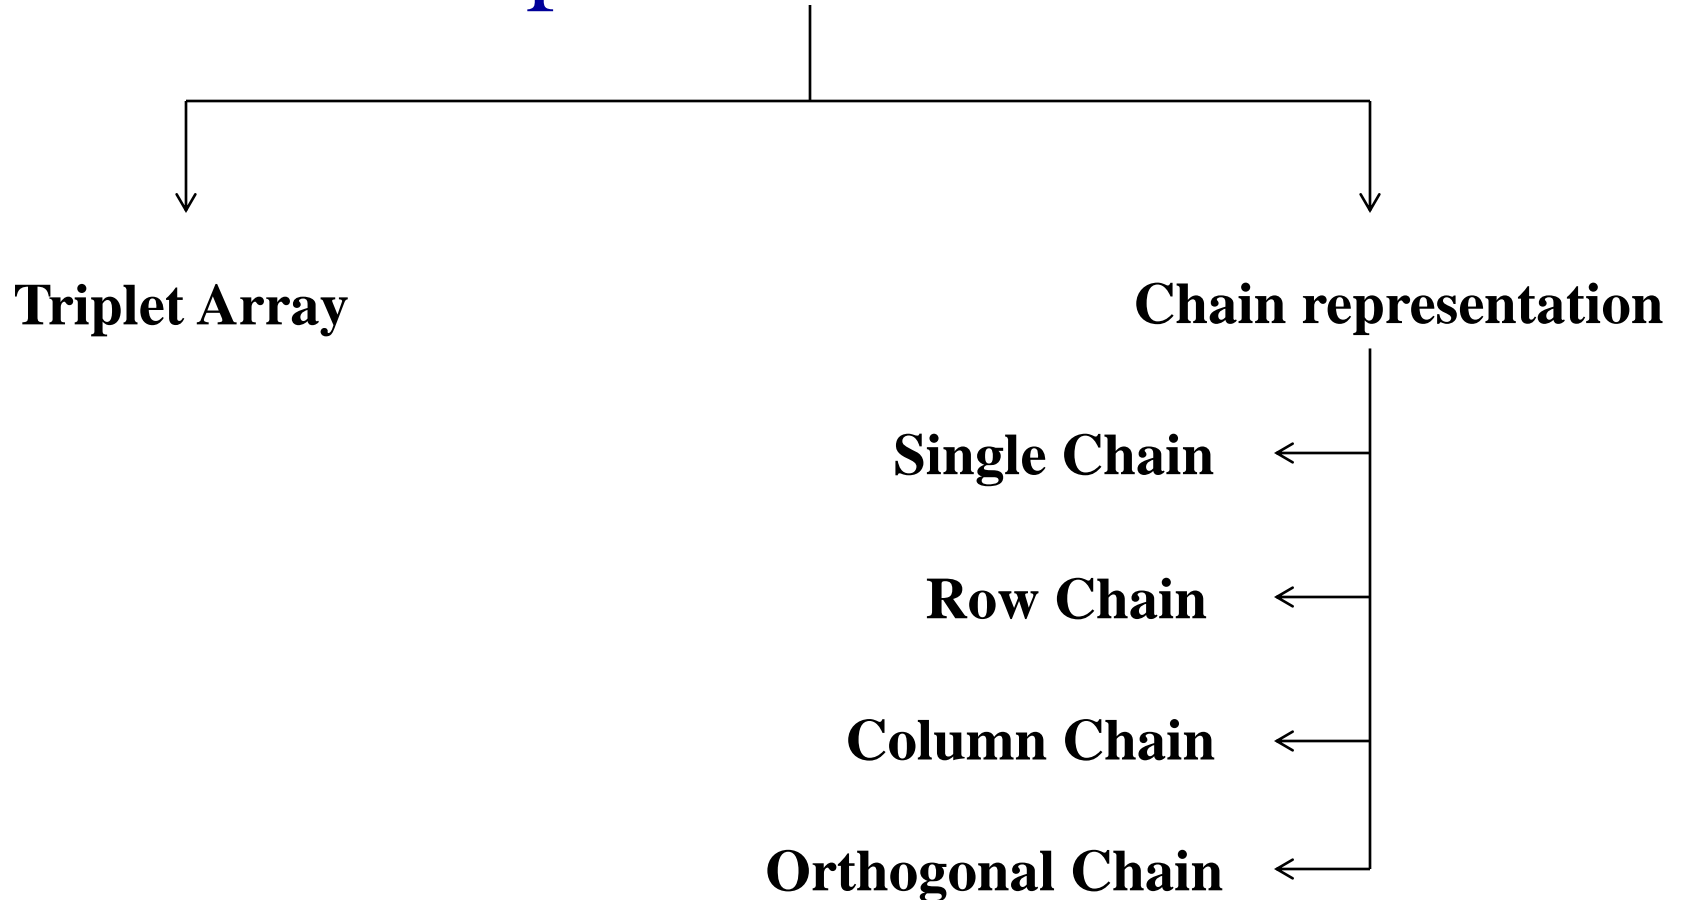 Triplet Array
Chain representation
Single Chain
Row Chain
Column Chain
Orthogonal Chain